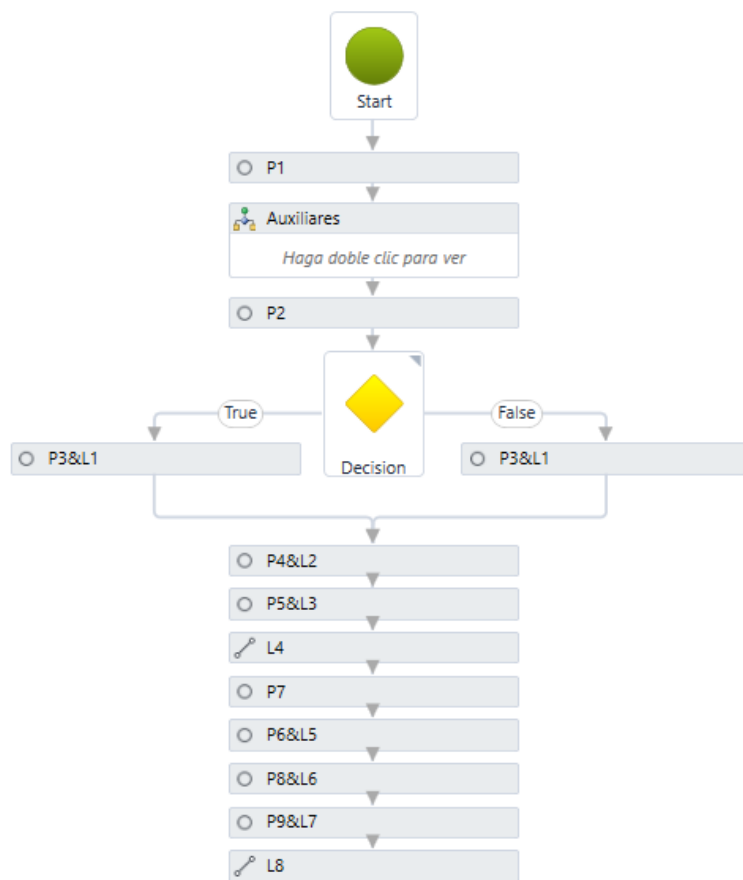 Start
P1
Auxiliares
Haga doble clic para ver
P2
True
False
Decision
P3&L1
P3&L1
P4&L2
P5&L3
L4
P7
P6&L5
P8&L6
P9&L7
L8